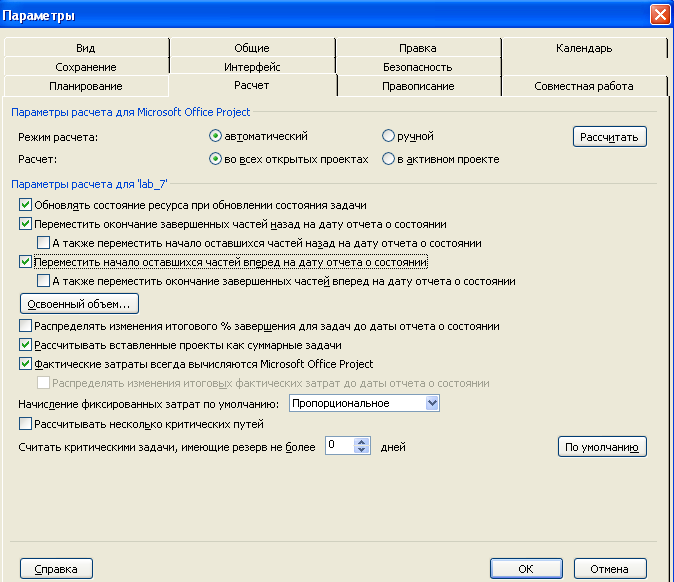 Параметры
Вид Общие Правка Календарь
Сохранение Интерфейс Безопасность
Планирование Расчет Правописание Совместная работа
Параметры расчета для Microsoft Office Project
Режим расчета: автоматический ручной Рассчитать
Расчет: во всех открытых проектах в активном проекте
Параметры расчета для 'lab_7'
Обновлять состояние ресурса при обновлении состояния задачи
Переместить окончание завершенных частей назад на дату отчета о состоянии
А также переместить начало оставшихся частей назад на дату отчета о состоянии
Переместить начало оставшихся частей вперед на дату отчета о состоянии
А также переместить окончание завершенных частей вперед на дату отчета о состоянии
Освоенный объем...
Распределять изменения итогового % завершения для задач до даты отчета о состоянии
Рассчитывать вставленные проекты как суммарные задачи
Фактические затраты всегда вычисляются Microsoft Office Project
Распределять изменения итоговых фактических затрат до даты отчета о состоянии
Начисление фиксированных затрат по умолчанию: Пропорциональное
Рассчитывать несколько критических путей
Считать критическими задачи, имеющие резерв не более 0 дней По умолчанию
Справка ОК Отмена